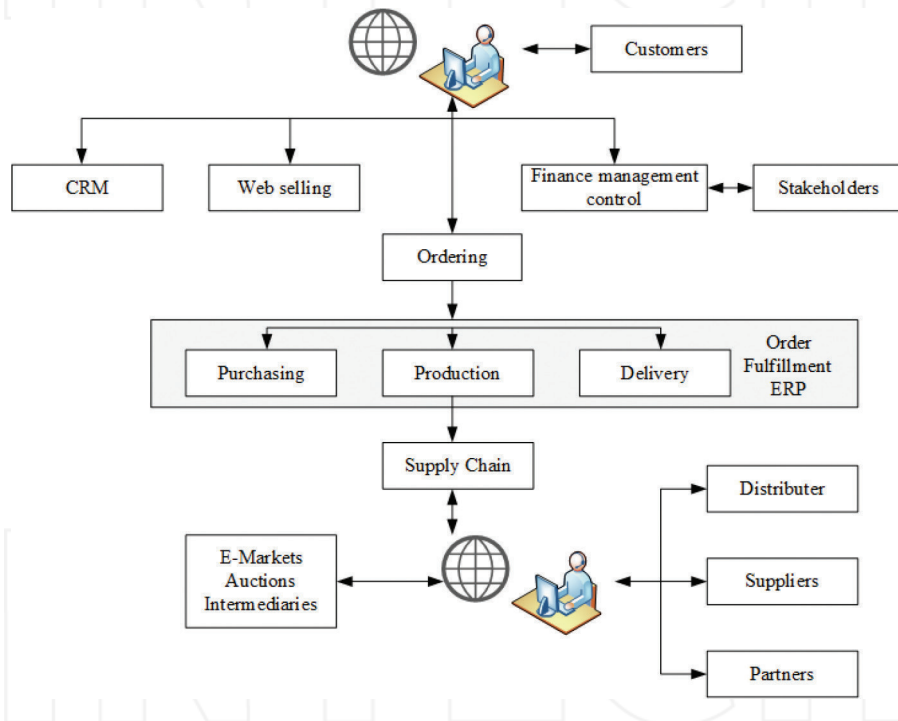 Customers
CRM
Web selling
Finance management
control
Stakeholders
Ordering
Purchasing
Production
Delivery
Order
Fulfillment
ERP
Supply Chain
E-Markets
Auctions
Intermediaries
Distributer
Suppliers
Partners